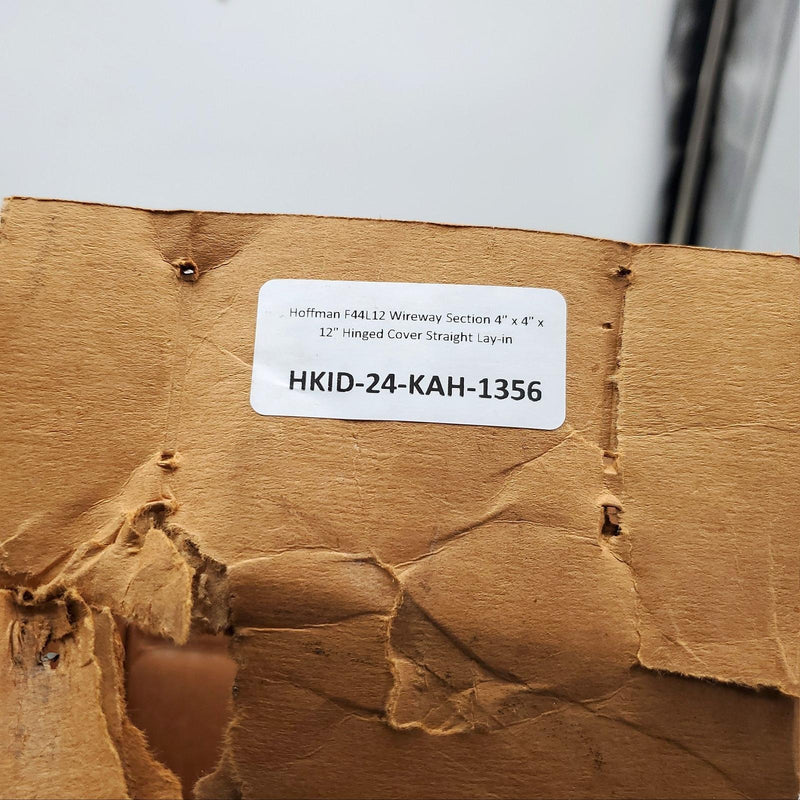 Hoffman F44L12 Wireway Section 4" x 4" x
12" Hinged Cover Straight Lay-in
HKID-24-KAH-1356